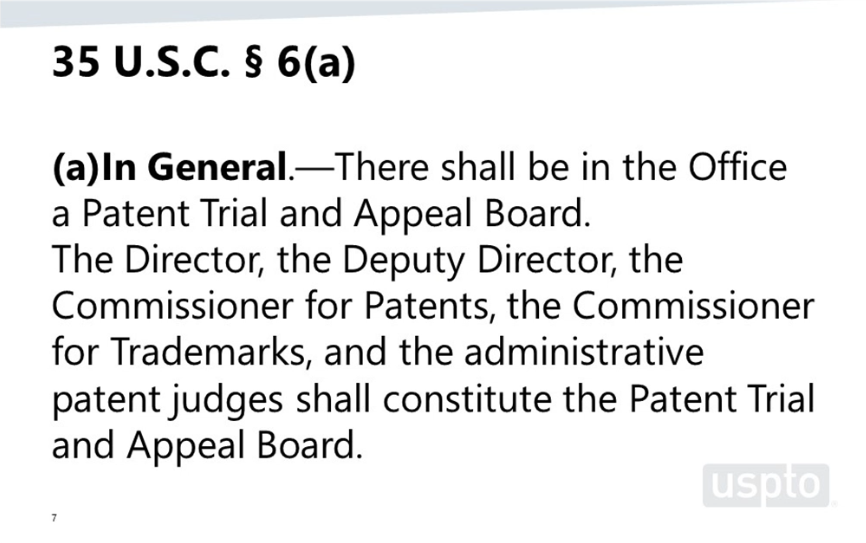 35 U.S.C. § 6(a)
(a)In General.—There shall be in the Office
a Patent Trial and Appeal Board.
The Director, the Deputy Director, the
Commissioner for Patents, the Commissioner
for Trademarks, and the administrative
patent judges shall constitute the Patent Trial
and Appeal Board.
uspto
7